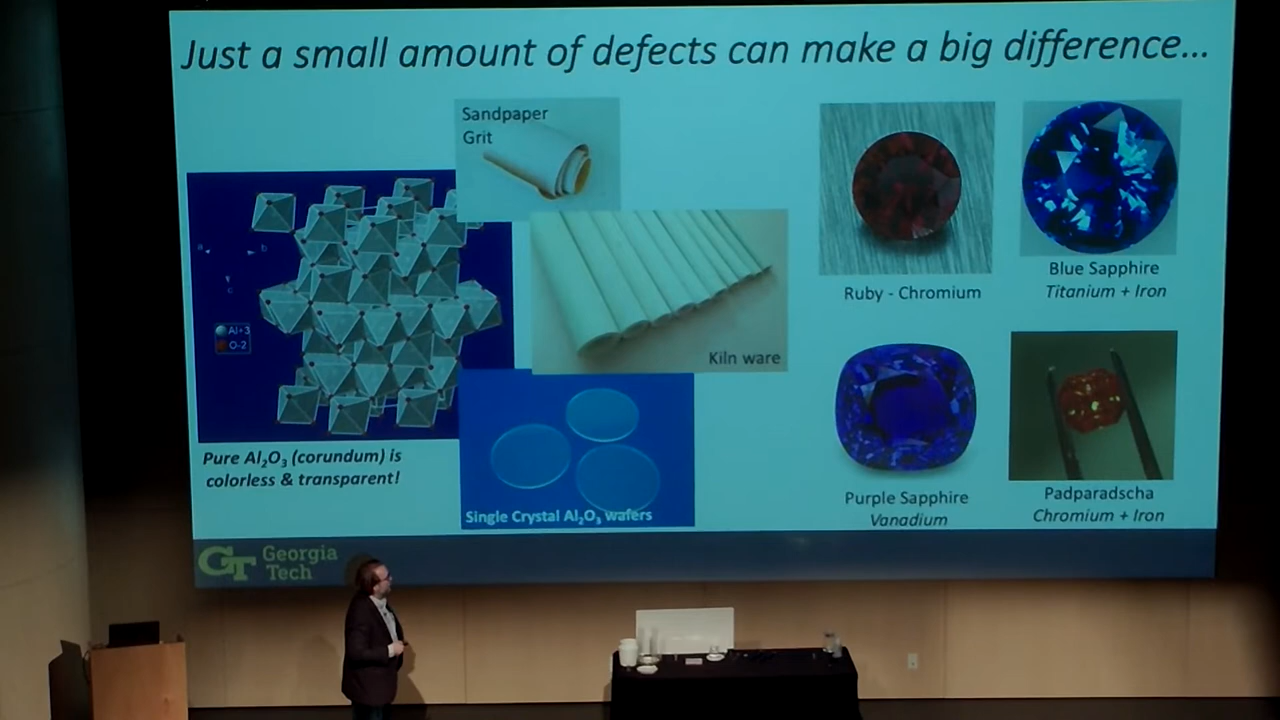 Just a small amount of defects can make a big difference...
Sandpaper
Grit
Al+3
O-2
Kiln ware
Pure Al₂O₃ (corundum) is
colorless & transparent!
Single Crystal Al₂O₃ wafers
Ruby - Chromium
Blue Sapphire
Titanium + Iron
Purple Sapphire
Vanadium
Padparadscha
Chromium + Iron
GT Georgia
Tech